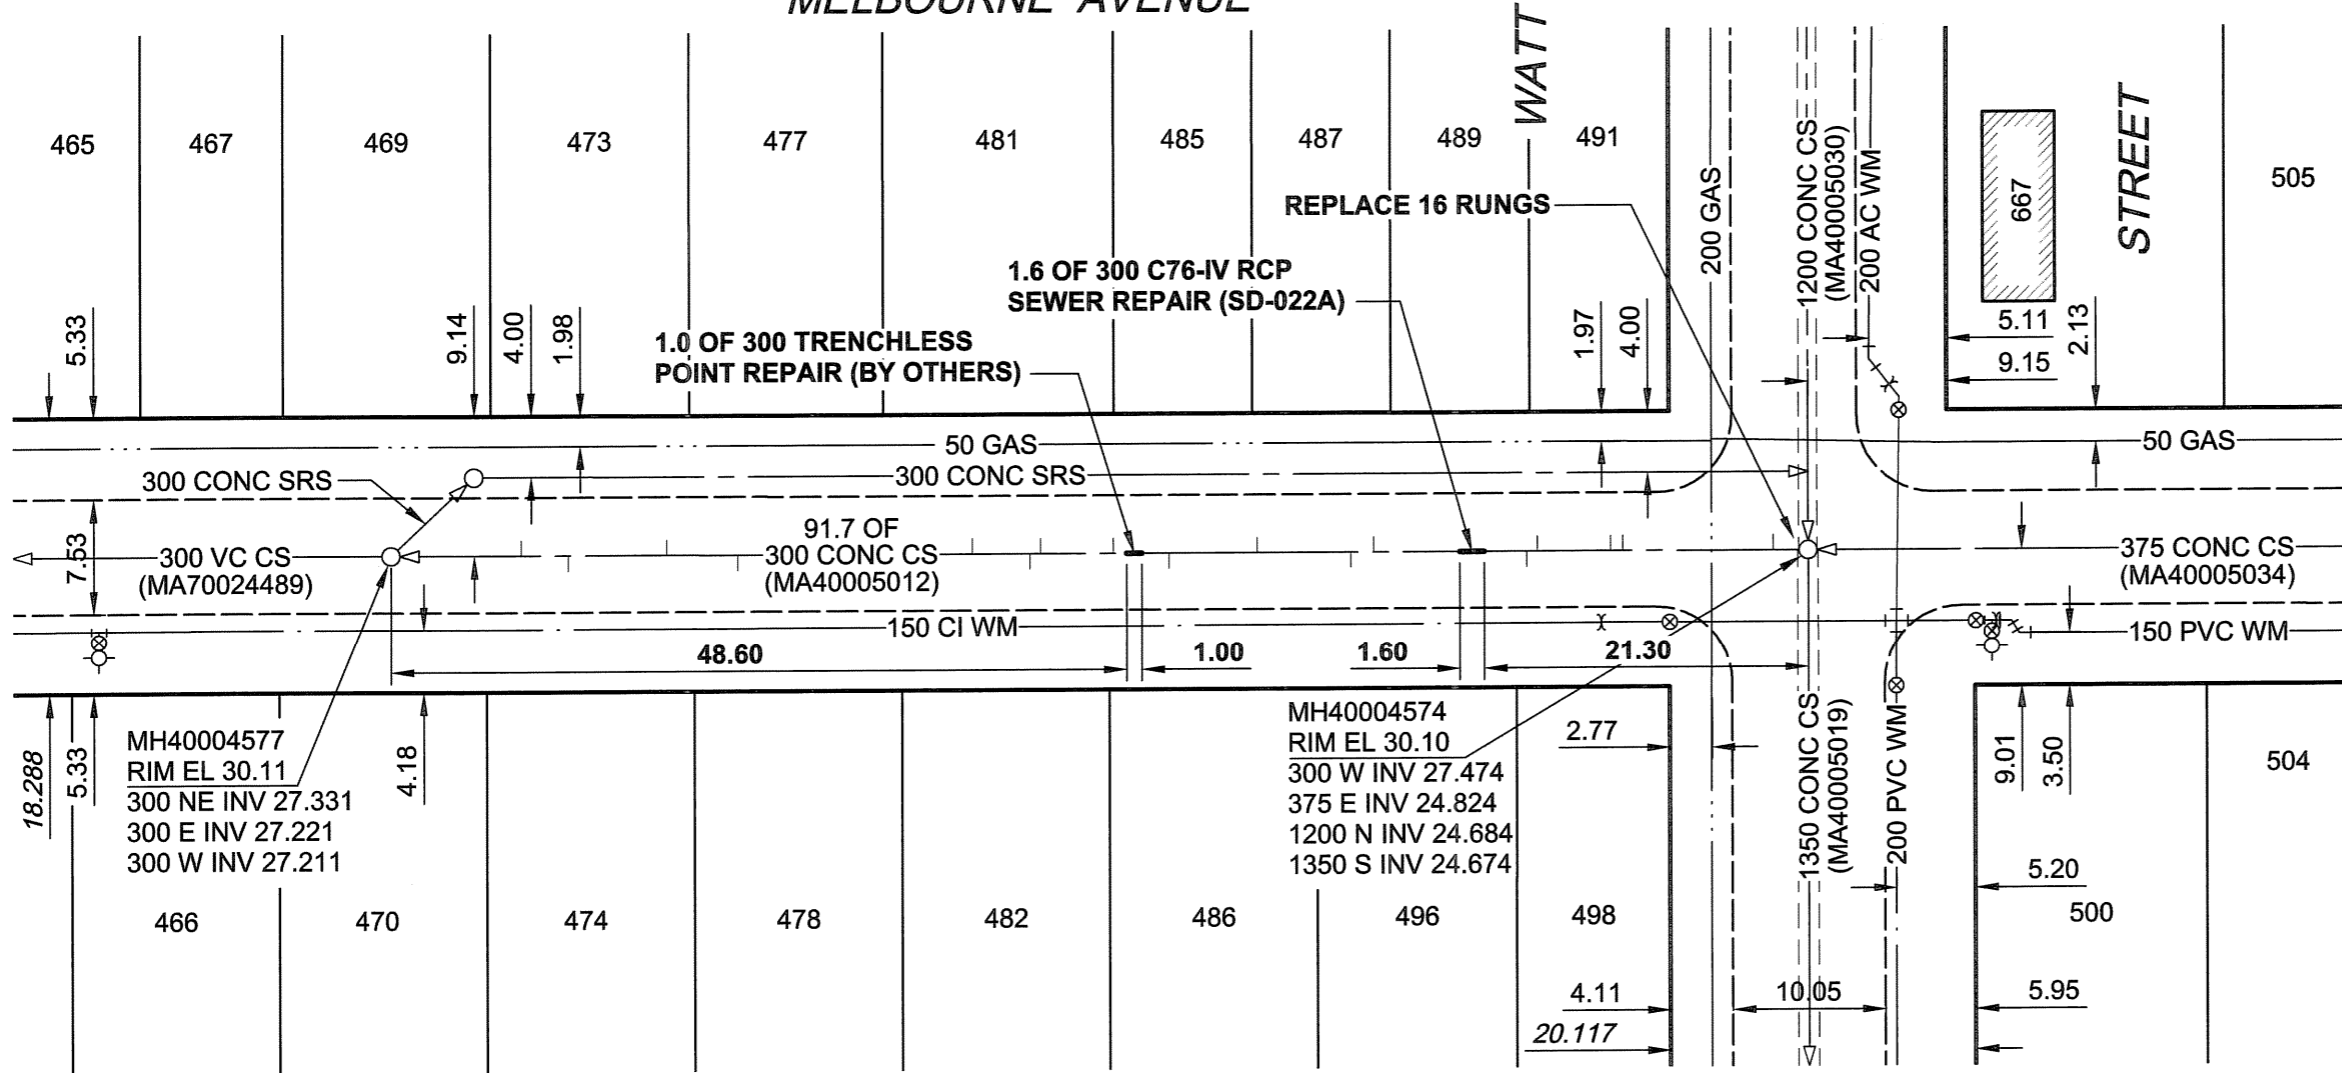 MELBOURNE AVENUE
WATT
STREET
465
467
469
473
477
481
485
487
489
491
667
505
200 GAS
1200 CONC CS
(MA40005030)
200 AC WM
REPLACE 16 RUNGS
1.6 OF 300 C76-IV RCP
SEWER REPAIR (SD-022A)
1.0 OF 300 TRENCHLESS
POINT REPAIR (BY OTHERS)
5.33
9.14
4.00
1.98
1.97
4.00
5.11
9.15
2.13
50 GAS
50 GAS
300 CONC SRS
300 CONC SRS
7.53
300 VC CS
(MA70024489)
91.7 OF
300 CONC CS
(MA40005012)
375 CONC CS
(MA40005034)
150 CI WM
150 PVC WM
48.60
1.00
1.60
21.30
18.288
5.33
4.18
MH40004577
RIM EL 30.11
300 NE INV 27.331
300 E INV 27.221
300 W INV 27.211
MH40004574
RIM EL 30.10
300 W INV 27.474
375 E INV 24.824
1200 N INV 24.684
1350 S INV 24.674
2.77
1350 CONC CS
(MA40005019)
200 PVC WM
9.01
3.50
504
5.20
466
470
474
478
482
486
496
498
500
4.11
10.05
5.95
20.117